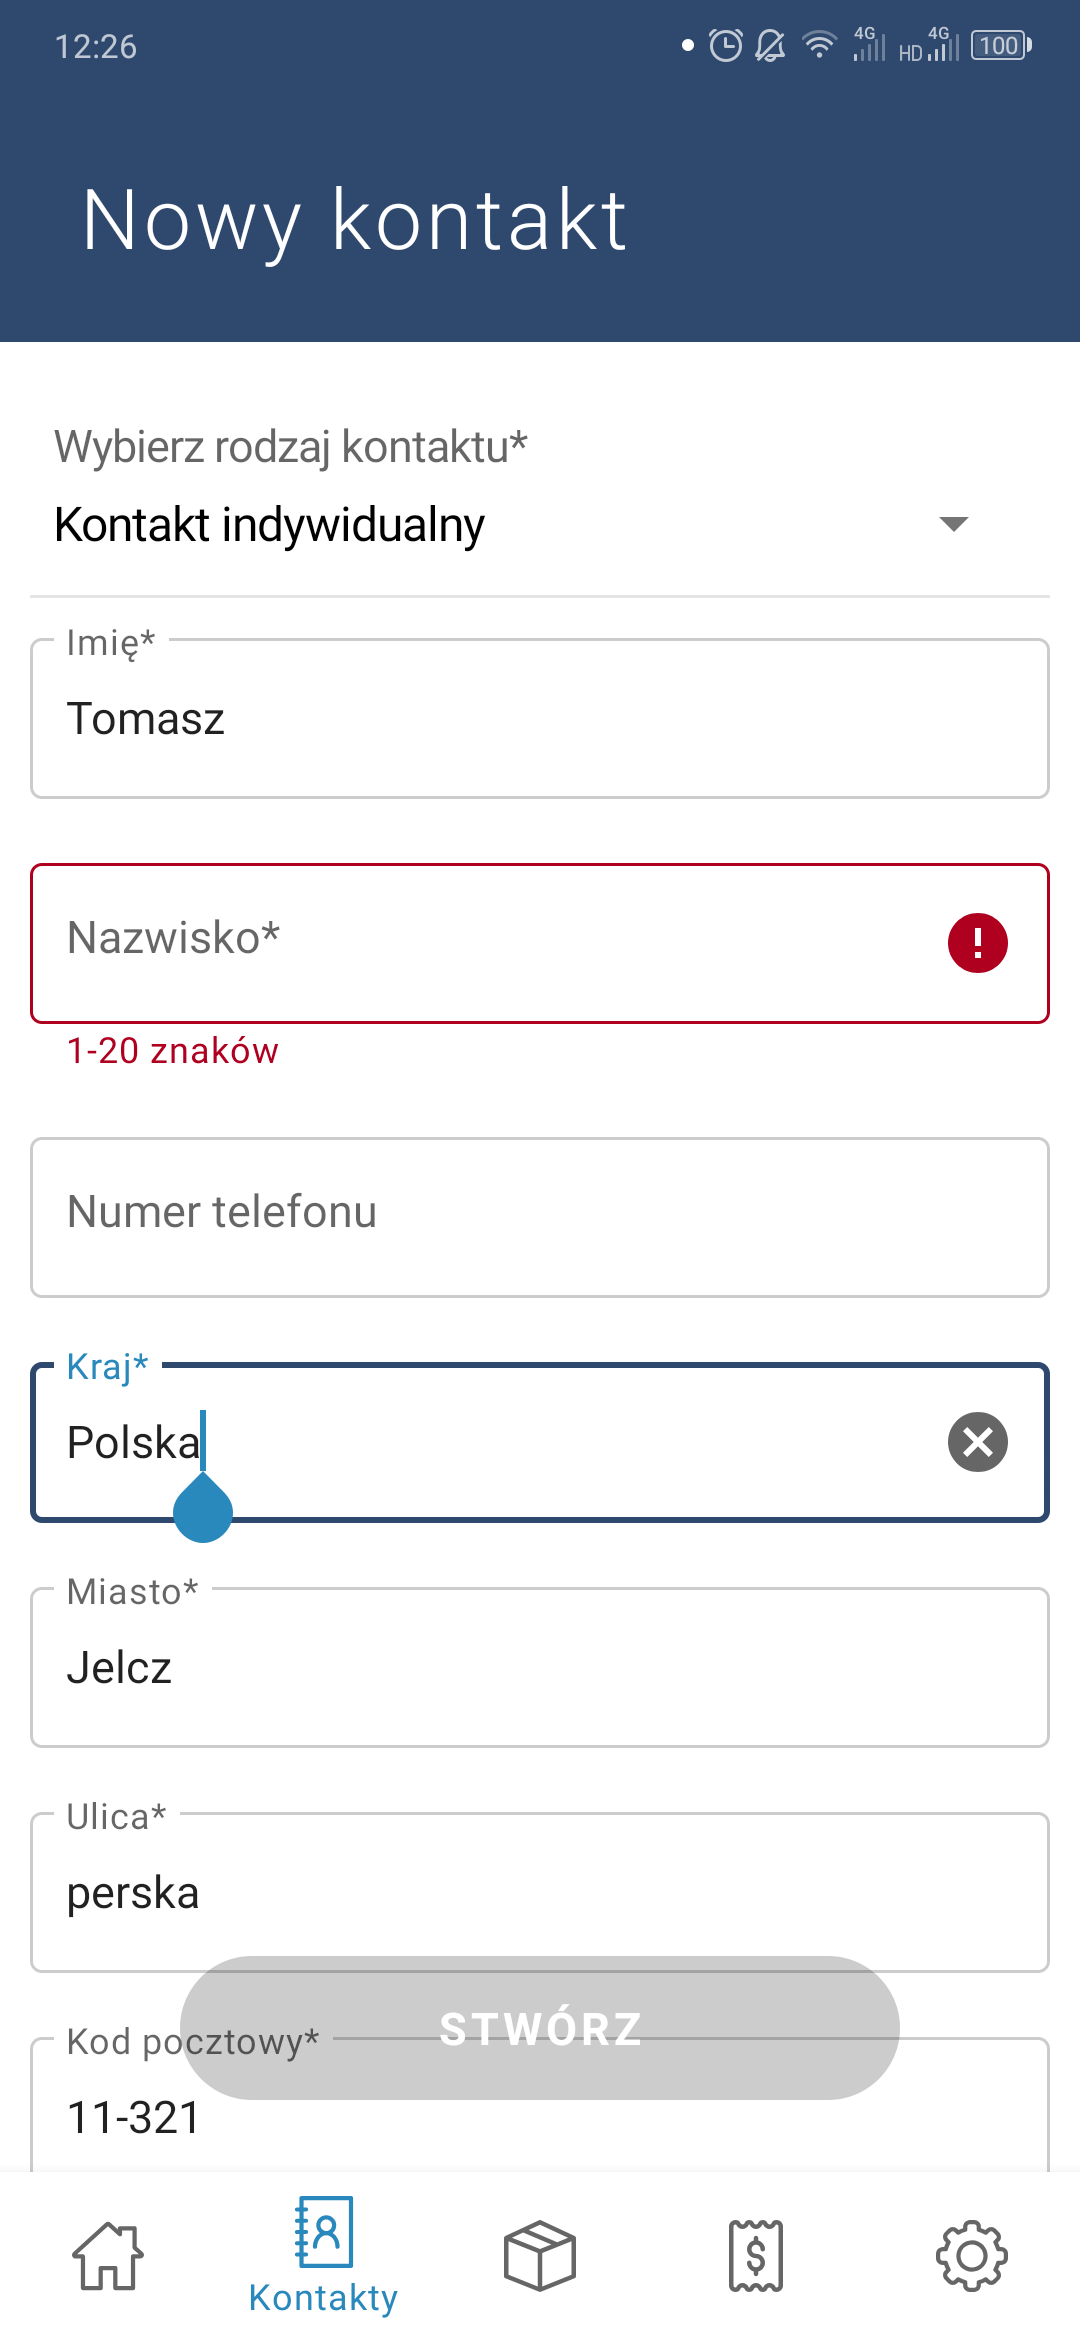 12:26
4G HD 4G 100
Nowy kontakt
Wybierz rodzaj kontaktu*
Kontakt indywidualny
Imię*
Tomasz
Nazwisko*
1-20 znaków
Numer telefonu
Kraj*
Polska
Miasto*
Jelcz
Ulica*
perska
STWÓRZ
Kod pocztowy*
11-321
Kontakty